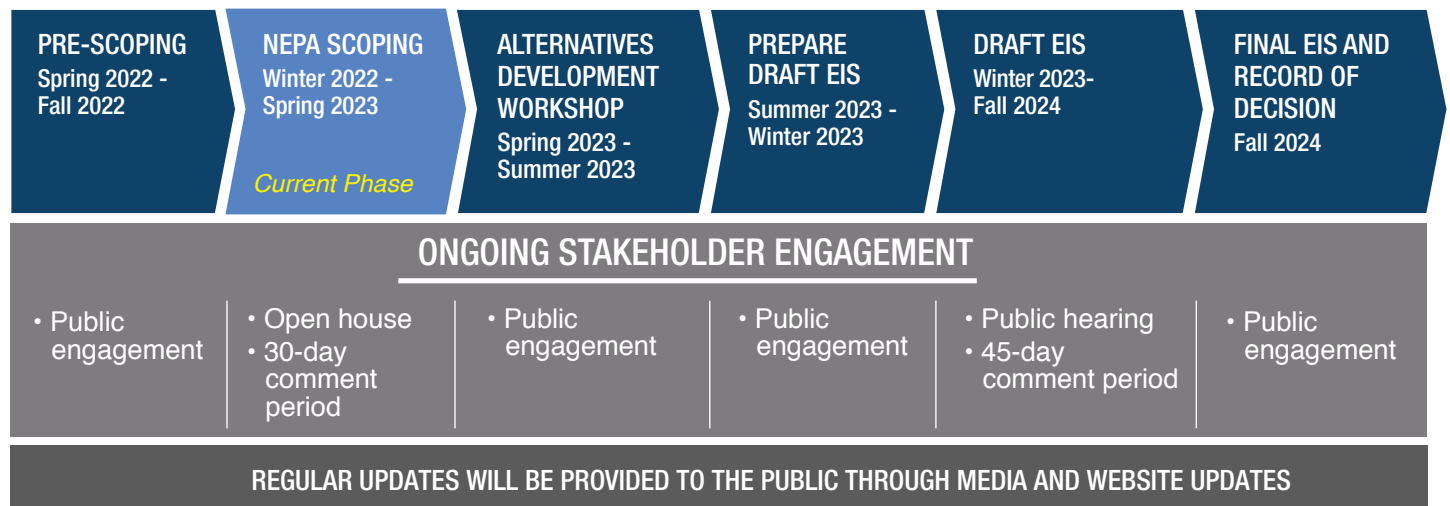 PRE-SCOPING
Spring 2022 -
Fall 2022
NEPA SCOPING
Winter 2022 -
Spring 2023
Current Phase
ALTERNATIVES
DEVELOPMENT
WORKSHOP
Spring 2023 -
Summer 2023
PREPARE
DRAFT EIS
Summer 2023 -
Winter 2023
DRAFT EIS
Winter 2023-
Fall 2024
FINAL EIS AND
RECORD OF
DECISION
Fall 2024
ONGOING STAKEHOLDER ENGAGEMENT
• Public
engagement
• Open house
• 30-day
comment
period
• Public
engagement
• Public
engagement
• Public hearing
• 45-day
comment period
• Public
engagement
REGULAR UPDATES WILL BE PROVIDED TO THE PUBLIC THROUGH MEDIA AND WEBSITE UPDATES